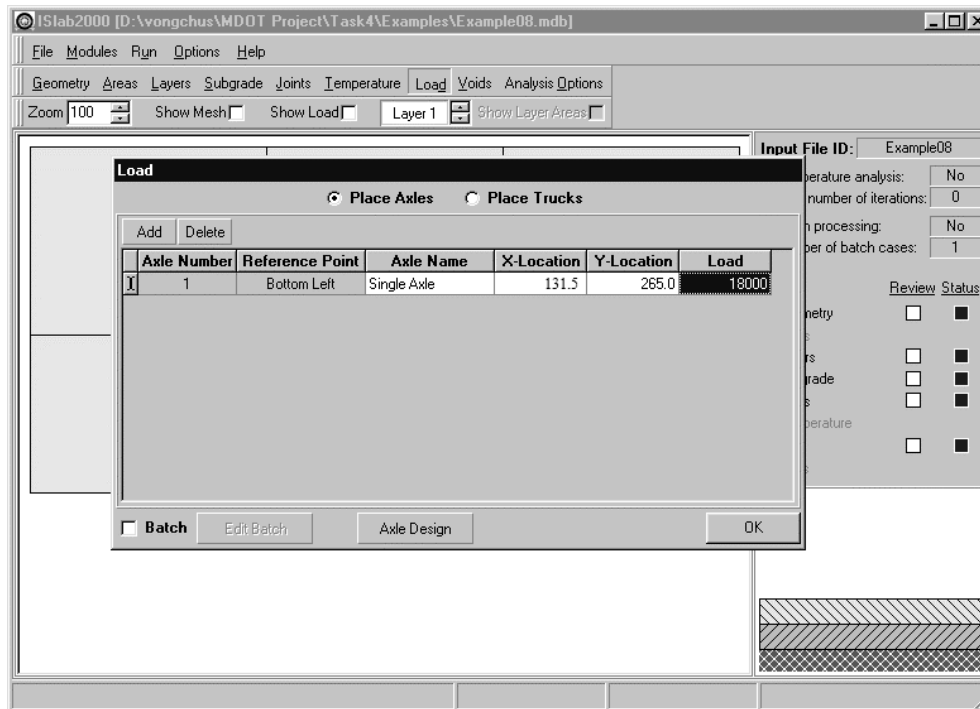 ISlab2000 [D:\vongchus\MDOT Project\Task4\Examples\Example08.mdb]
File Modules Run Options Help
Geometry Areas Layers Subgrade Joints Temperature Load Voids Analysis Options
Zoom 100 Show Mesh Show Load Layer 1 Show Layer Areas
Input File ID: Example08
perature analysis: No
number of iterations: 0
processing: No
ber of batch cases: 1
Review Status
metry
s
rs
grade
s
perature
s
Load
Place Axles Place Trucks
Add Delete
Axle Number Reference Point Axle Name X-Location Y-Location Load
1 Bottom Left Single Axle 131.5 265.0 18000
Batch Edit Batch Axle Design OK